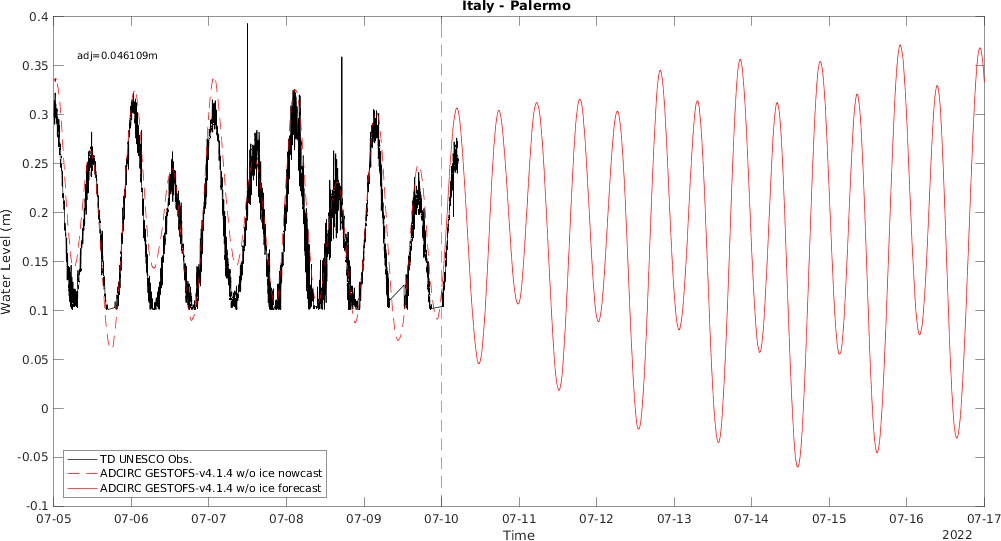 Italy - Palermo
adj=0.046109m
Water Level (m)
0.4
0.35
0.3
0.25
0.2
0.15
0.1
0.05
0
-0.05
-0.1
TD UNESCO Obs.
ADCIRC GESTOFS-v4.1.4 w/o ice nowcast
ADCIRC GESTOFS-v4.1.4 w/o ice forecast
07-05 07-06 07-07 07-08 07-09 07-10 07-11 07-12 07-13 07-14 07-15 07-16 07-17
Time
2022